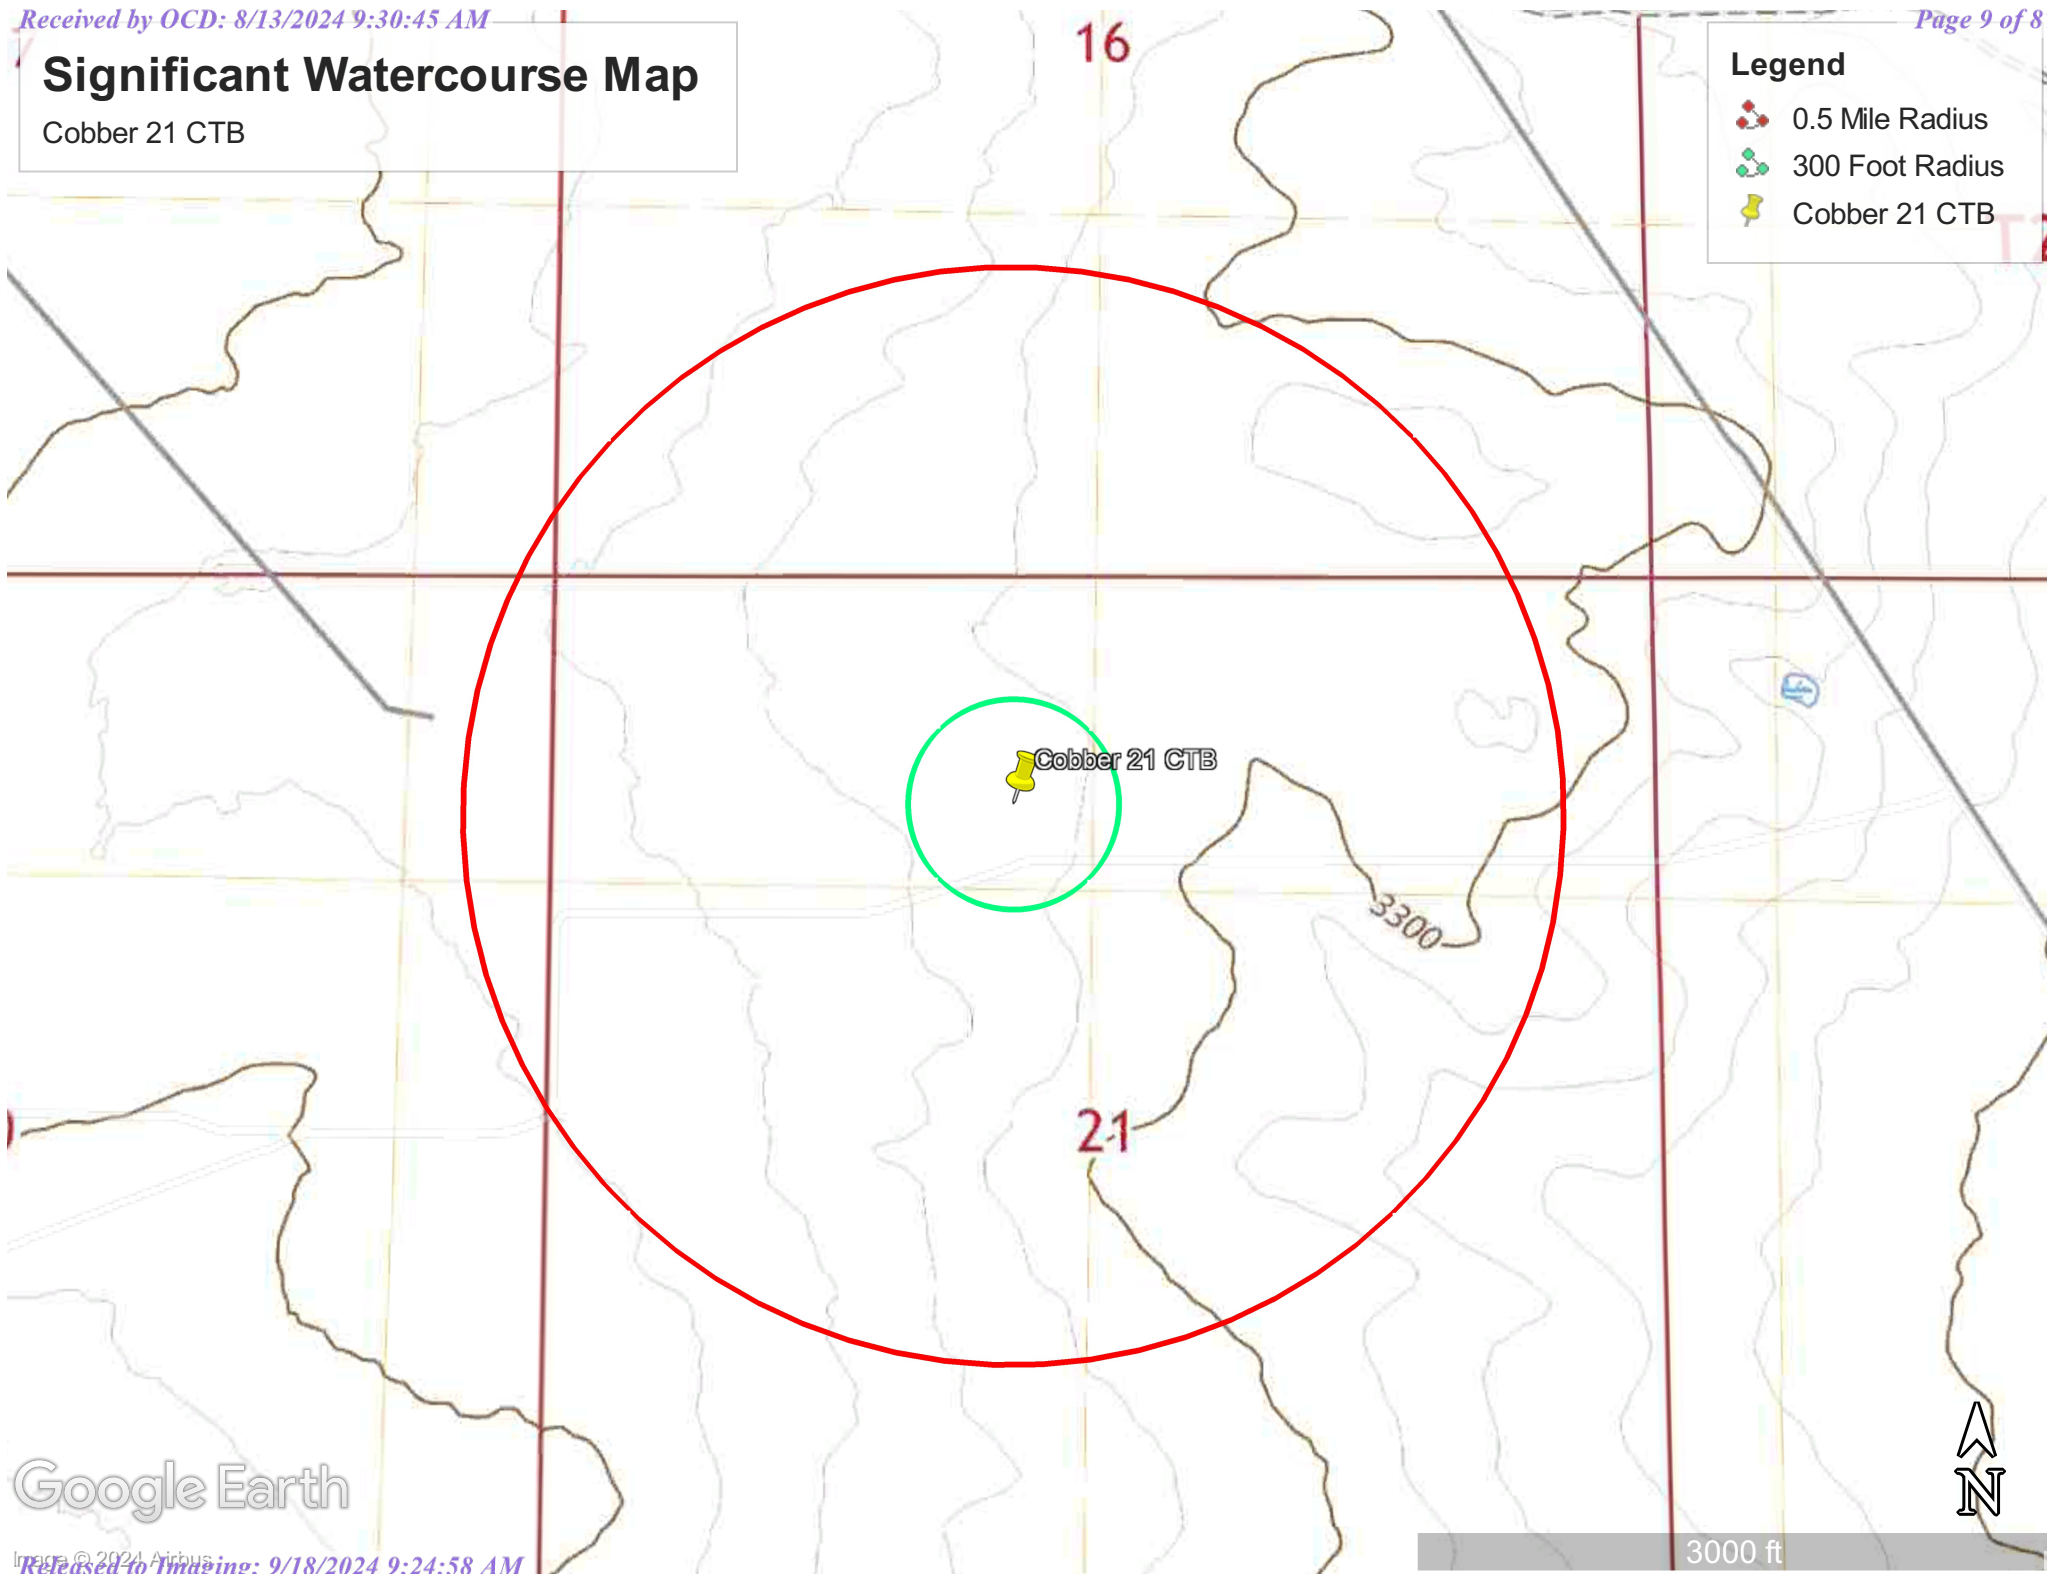 Received by OCD: 8/13/2024 9:30:45 AM
Page 9 of 8
Significant Watercourse Map
Cobber 21 CTB
16
Legend
0.5 Mile Radius
300 Foot Radius
Cobber 21 CTB
Cobber 21 CTB
3300
21
Google Earth
N
3000 ft
Image © 2024 Airbus
Released to Imaging: 9/18/2024 9:24:58 AM